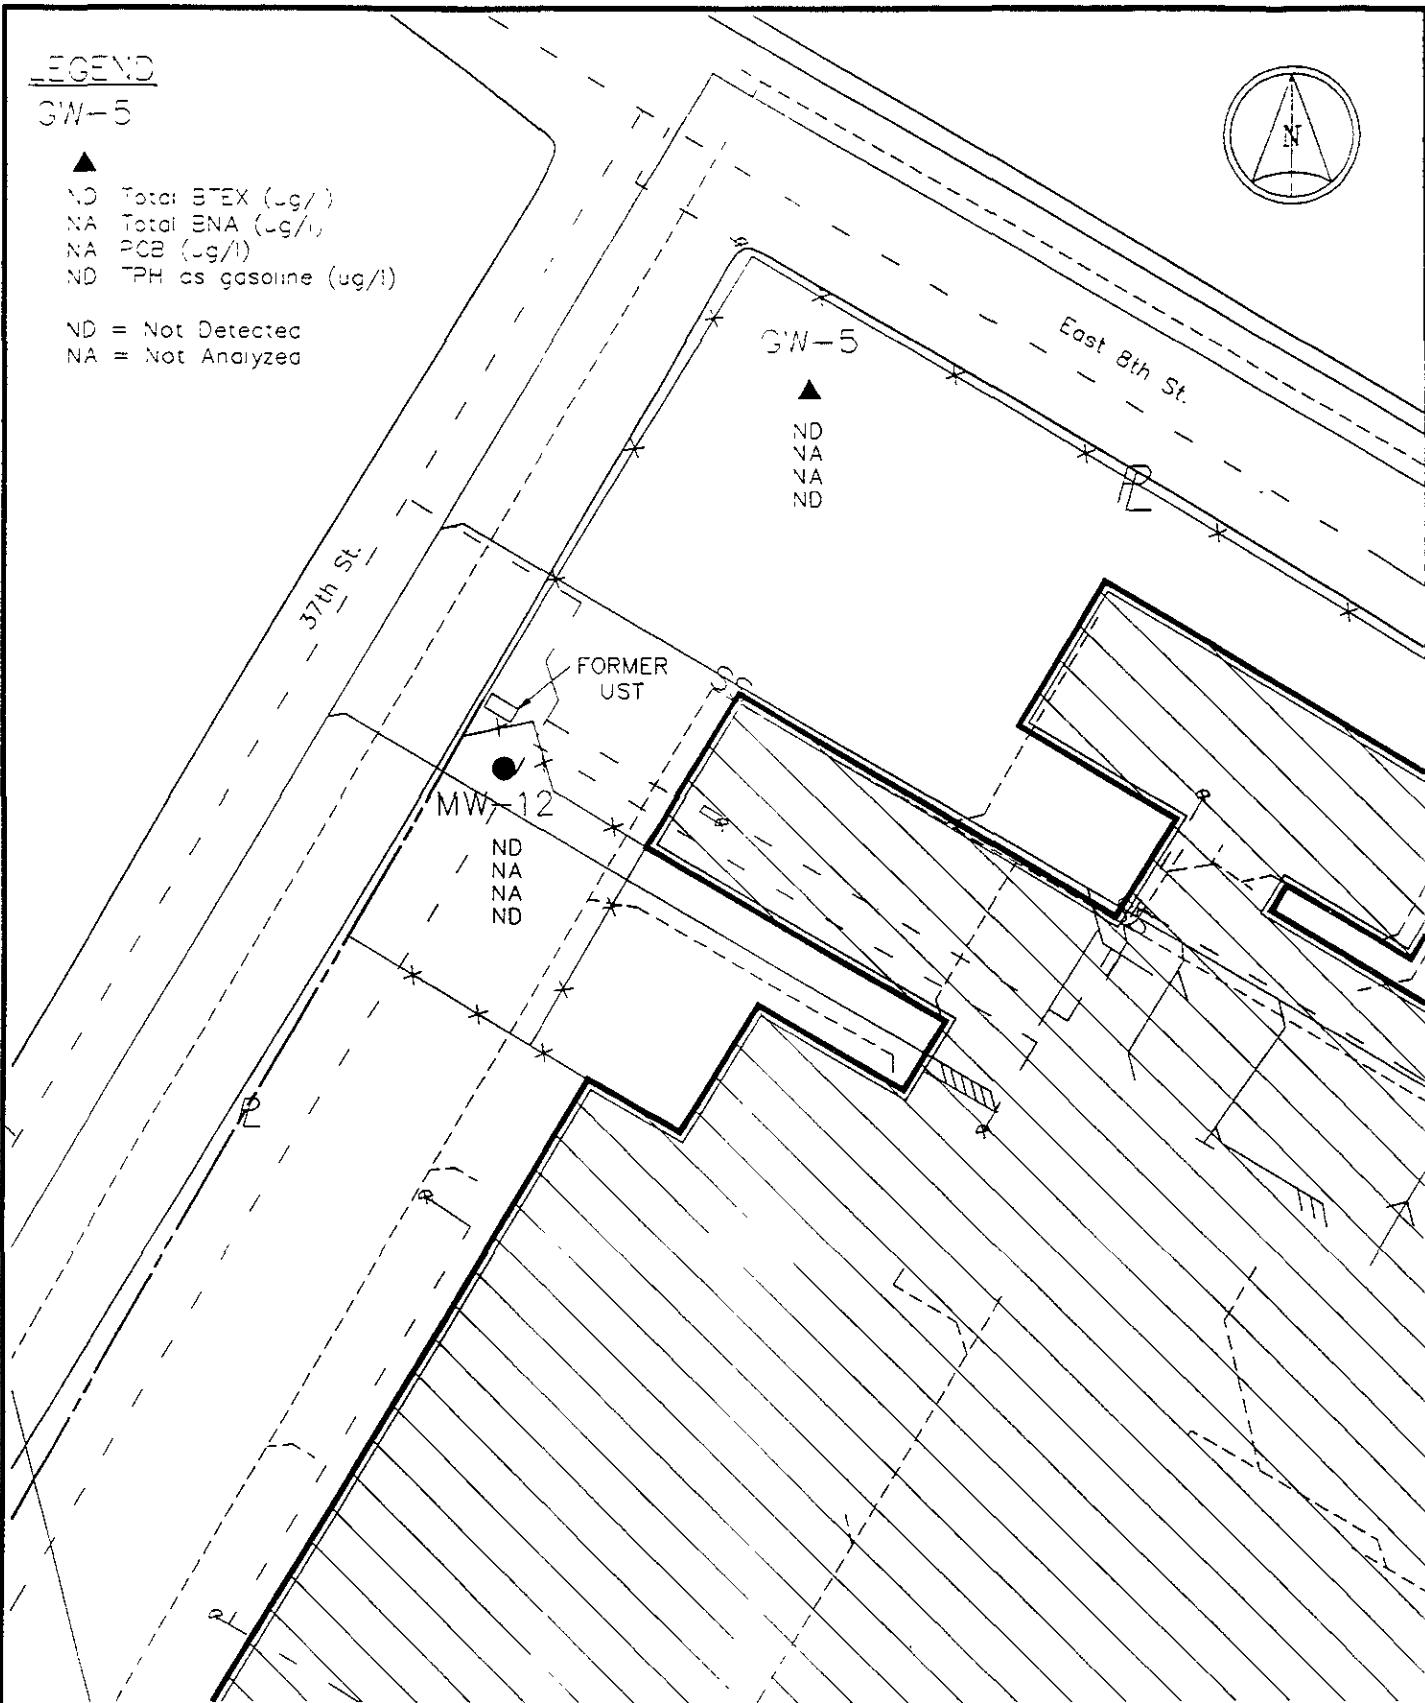 LEGEND
GW-5
ND Total BTEX (ug/l)
NA Total BNA (ug/l)
NA PCB (ug/l)
ND TPH as gasoline (ug/l)
ND = Not Detected
NA = Not Analyzed
N
East 8th St.
GW-5
ND
NA
NA
ND
PL
37th St.
FORMER
UST
MW-12
ND
NA
NA
ND
PL